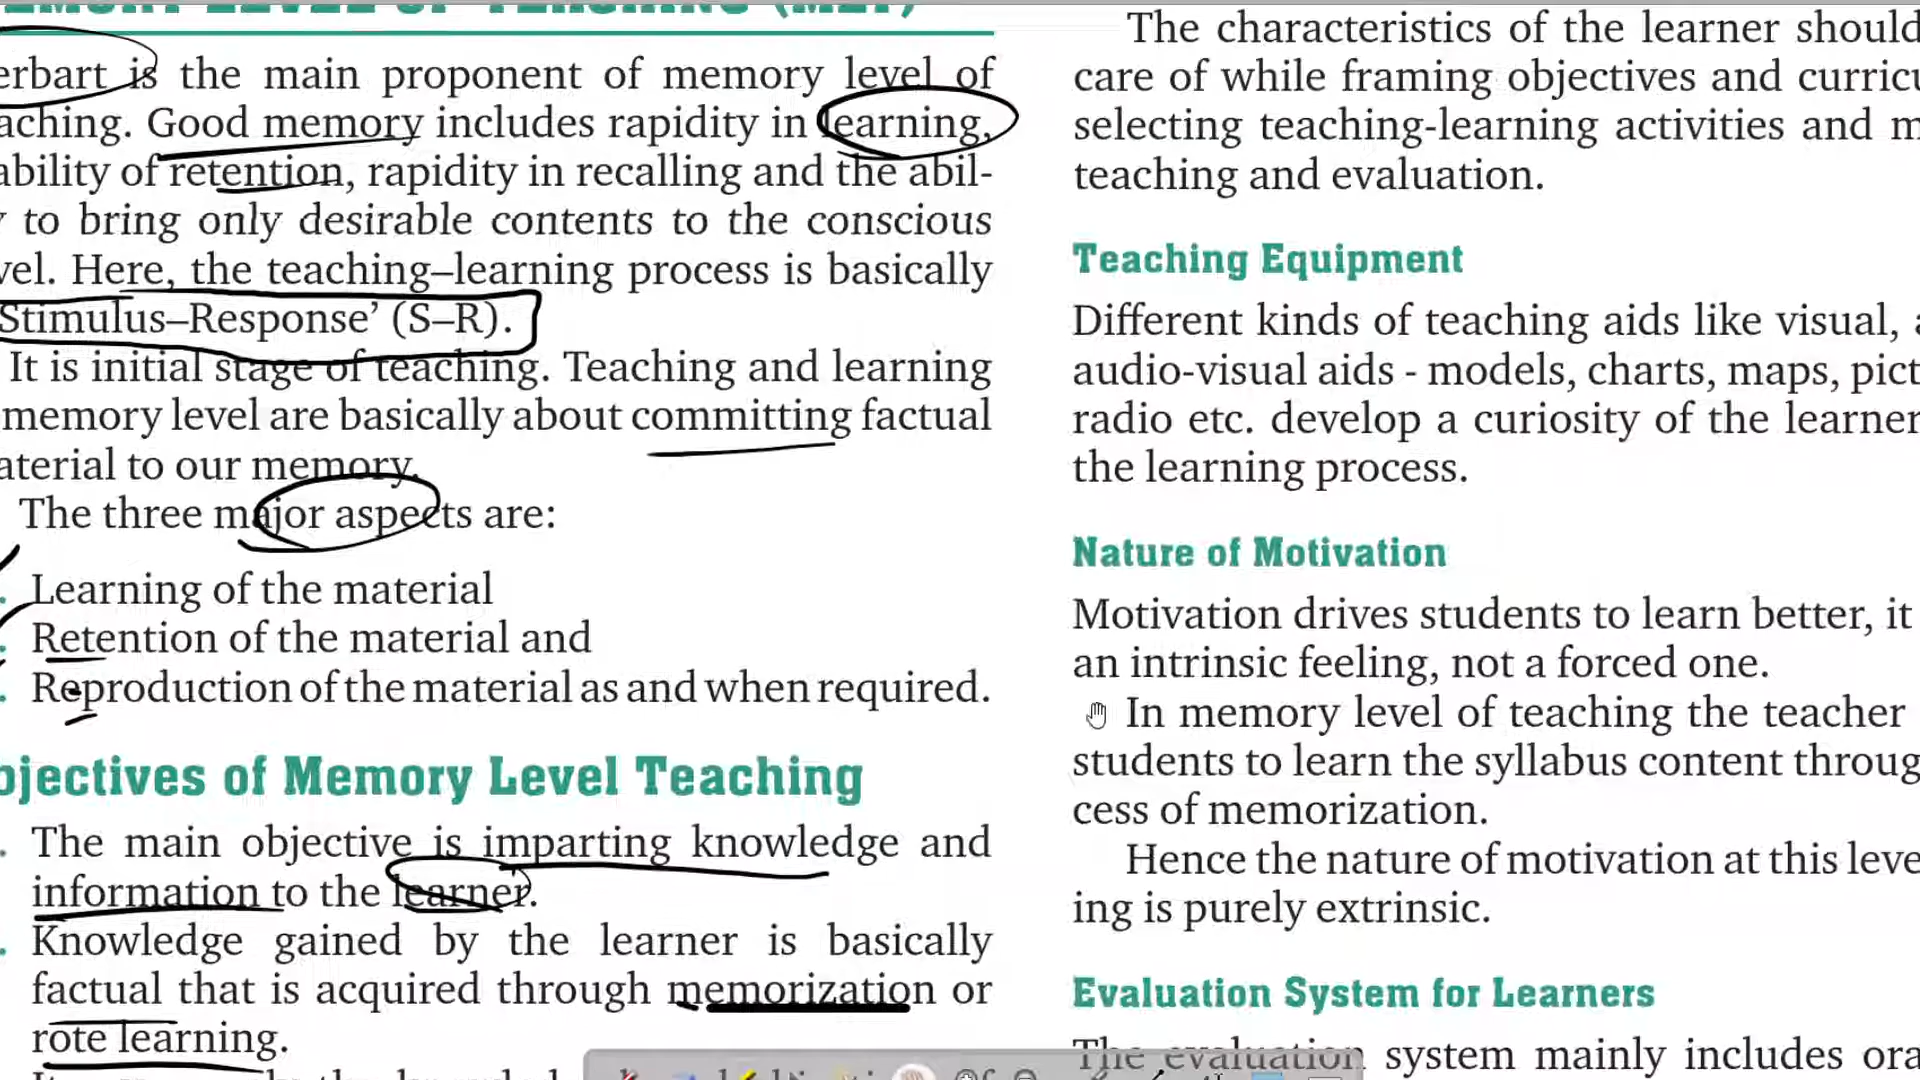 MEMORY LEVEL OF TEACHING (MLT)
erbart is the main proponent of memory level of
aching. Good memory includes rapidity in learning,
ability of retention, rapidity in recalling and the abil-
y to bring only desirable contents to the conscious
vel. Here, the teaching–learning process is basically
Stimulus–Response’ (S–R).
It is initial stage of teaching. Teaching and learning
memory level are basically about committing factual
aterial to our memory.
The three major aspects are:
. Learning of the material
. Retention of the material and
. Reproduction of the material as and when required.
bjectives of Memory Level Teaching
. The main objective is imparting knowledge and
information to the learner.
. Knowledge gained by the learner is basically
factual that is acquired through memorization or
rote learning.
The characteristics of the learner should
care of while framing objectives and curricu
selecting teaching-learning activities and m
teaching and evaluation.
Teaching Equipment
Different kinds of teaching aids like visual, a
audio-visual aids - models, charts, maps, pict
radio etc. develop a curiosity of the learner
the learning process.
Nature of Motivation
Motivation drives students to learn better, it
an intrinsic feeling, not a forced one.
In memory level of teaching the teacher
students to learn the syllabus content throug
cess of memorization.
Hence the nature of motivation at this leve
ing is purely extrinsic.
Evaluation System for Learners
The evaluation system mainly includes ora